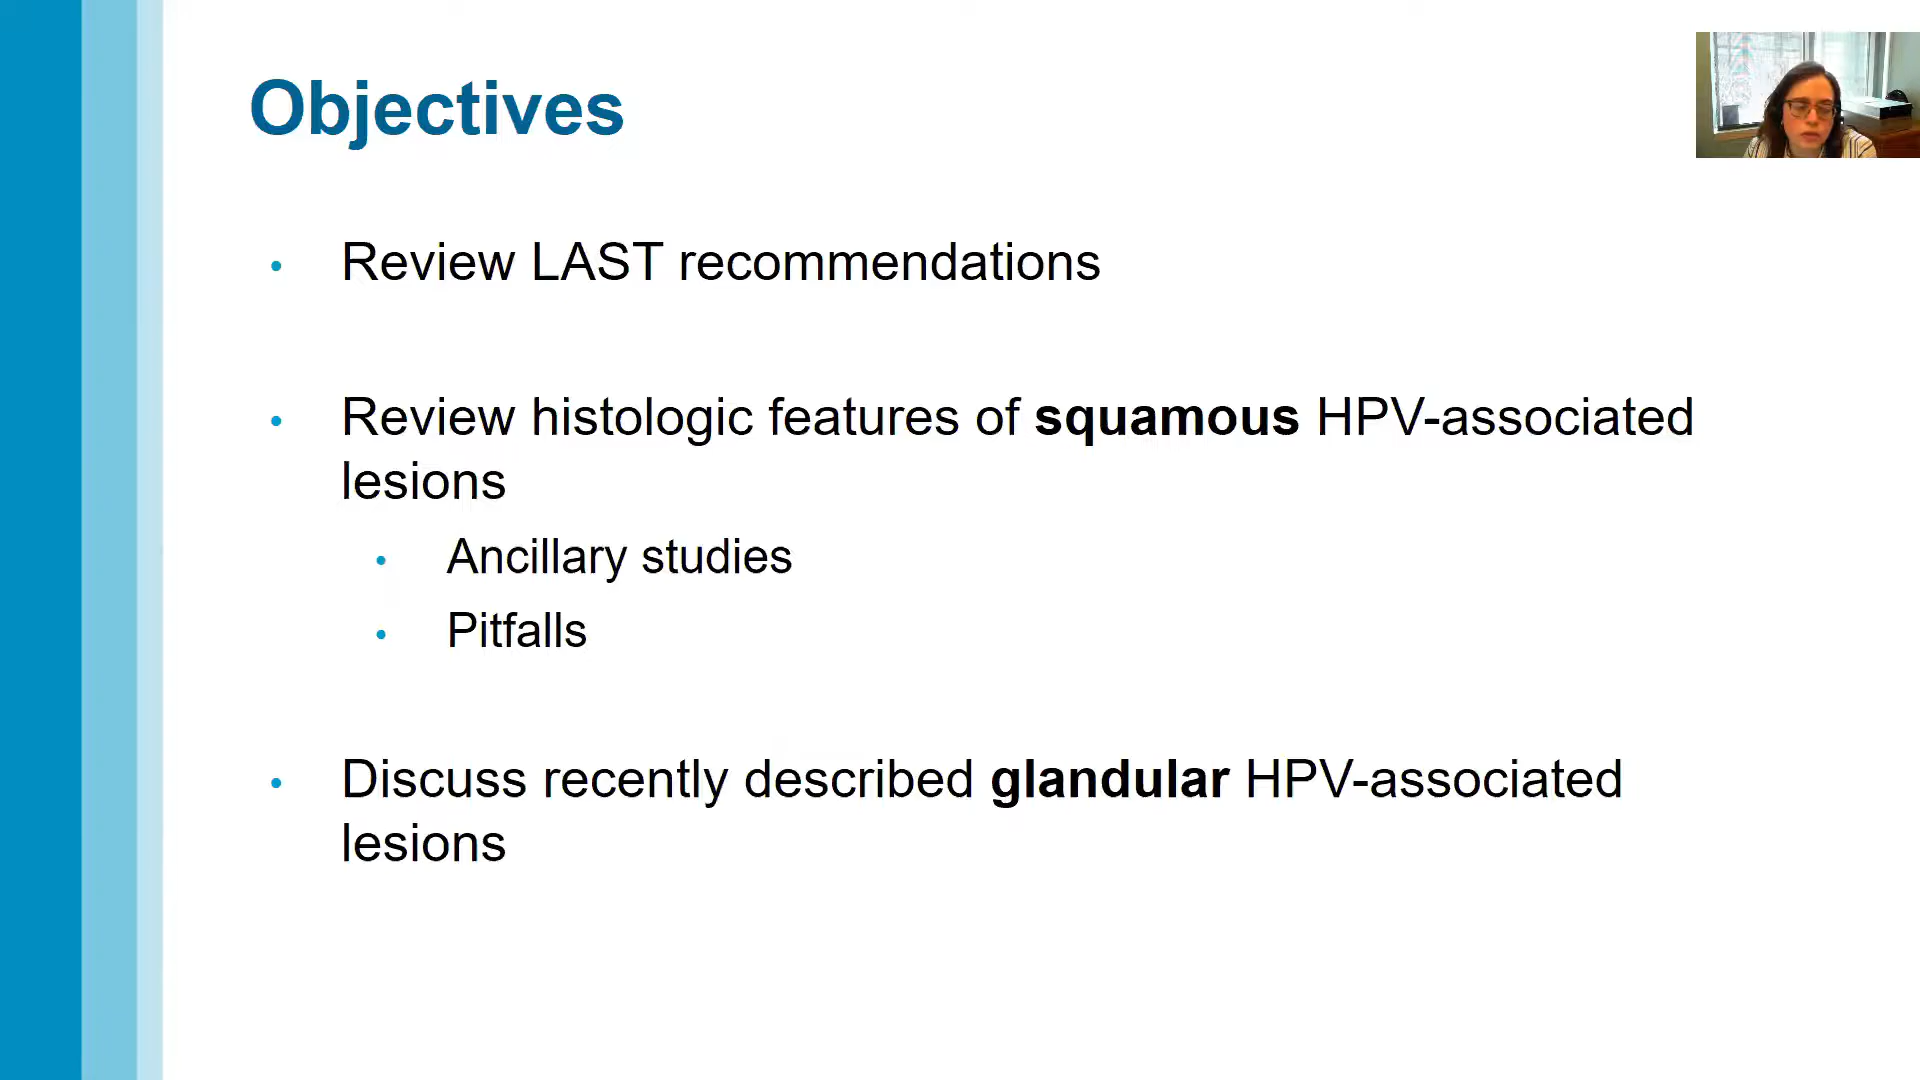 Objectives
• Review LAST recommendations
• Review histologic features of squamous HPV-associated
lesions
• Ancillary studies
• Pitfalls
• Discuss recently described glandular HPV-associated
lesions